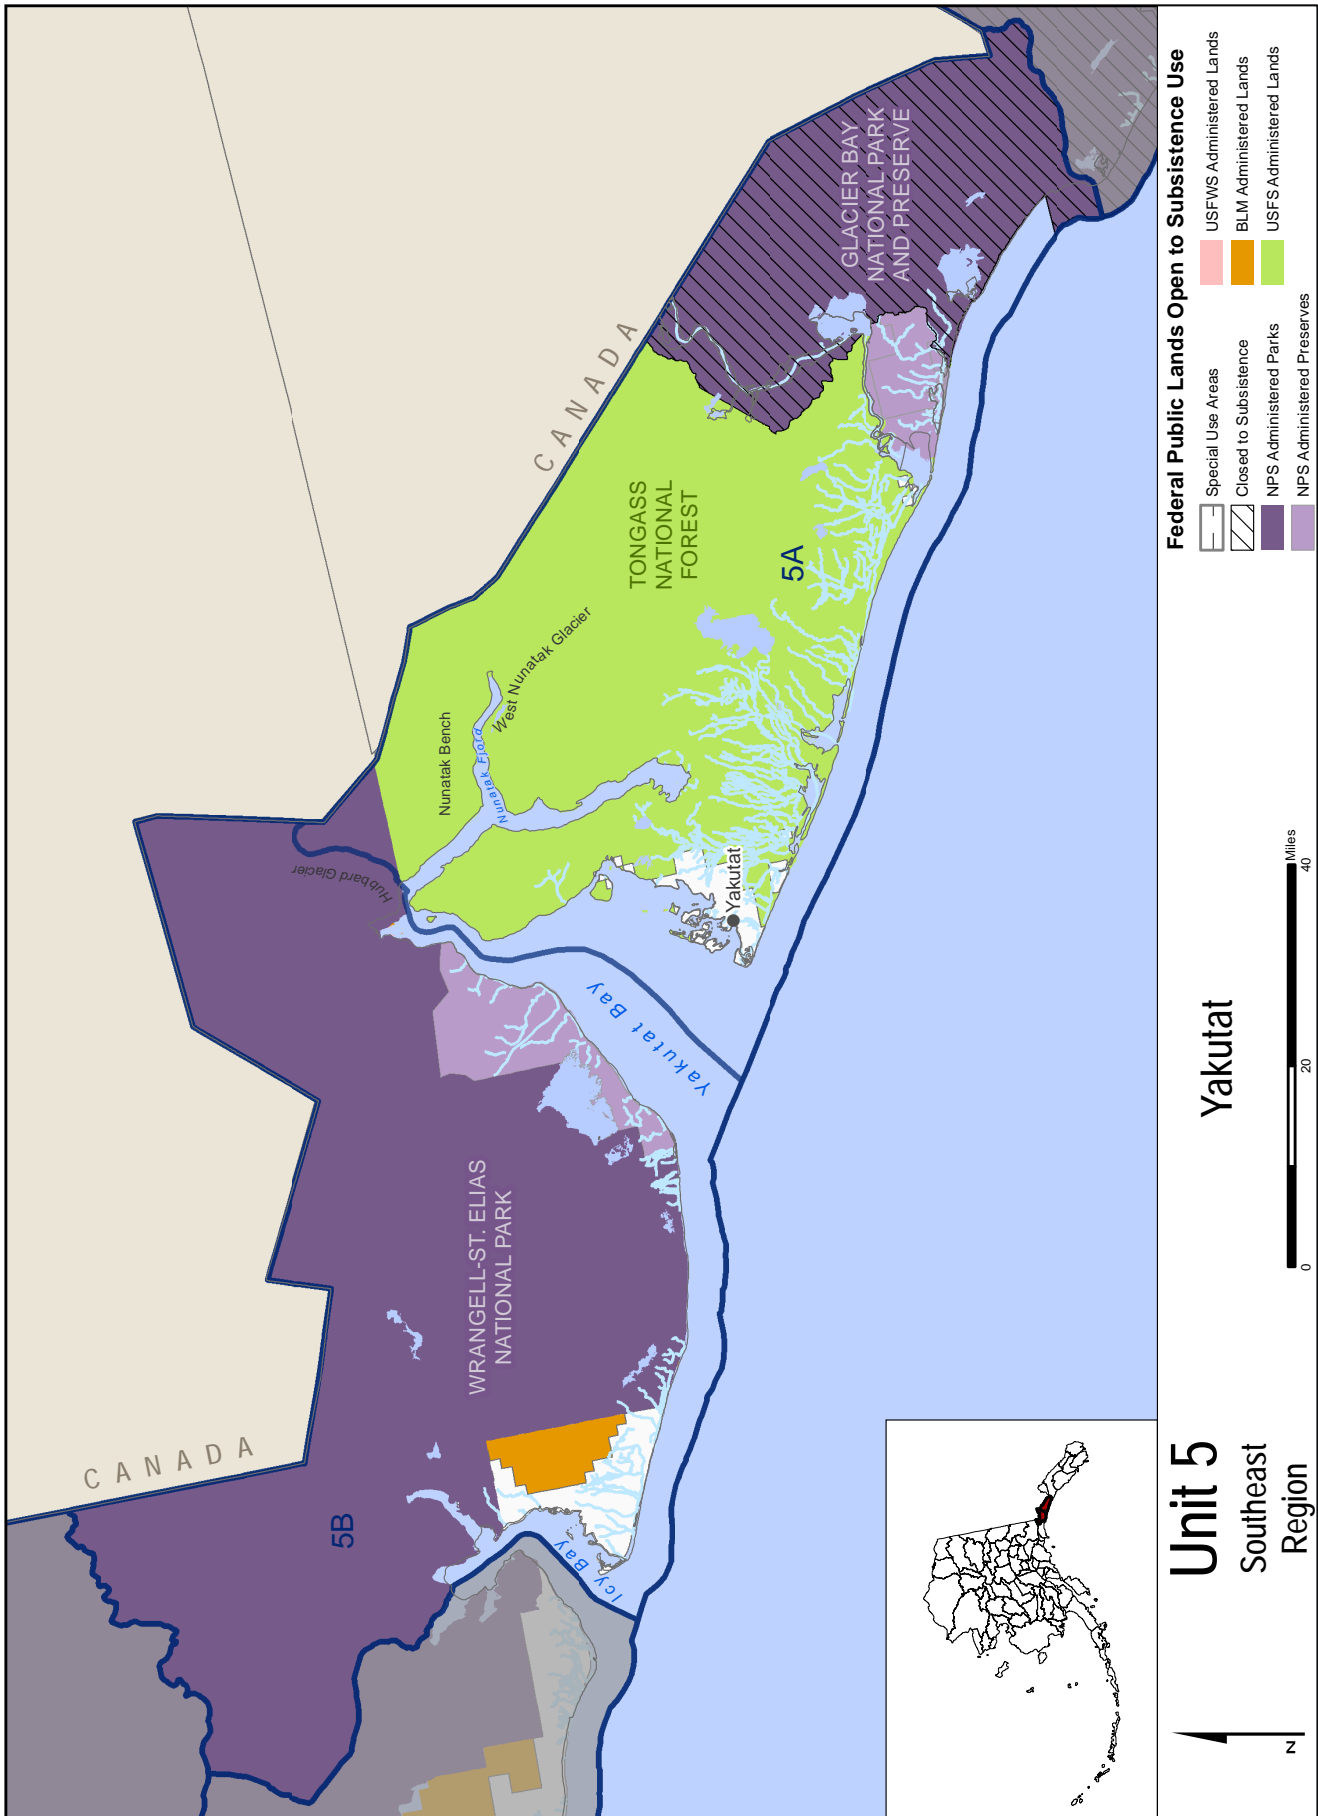 CANADA
CANADA
5B
WRANGELL-ST. ELIAS
NATIONAL PARK
Icy Bay
Yakutat Bay
Hubbard Glacier
Nunatak Bench
Nunatak Fjord
West Nunatak Glacier
Yakutat
TONGASS
NATIONAL
FOREST
5A
GLACIER BAY
NATIONAL PARK
AND PRESERVE
Unit 5
Southeast
Region
N
Yakutat
0
20
40
Miles
Federal Public Lands Open to Subsistence Use
Special Use Areas
Closed to Subsistence
NPS Administered Parks
NPS Administered Preserves
USFWS Administered Lands
BLM Administered Lands
USFS Administered Lands